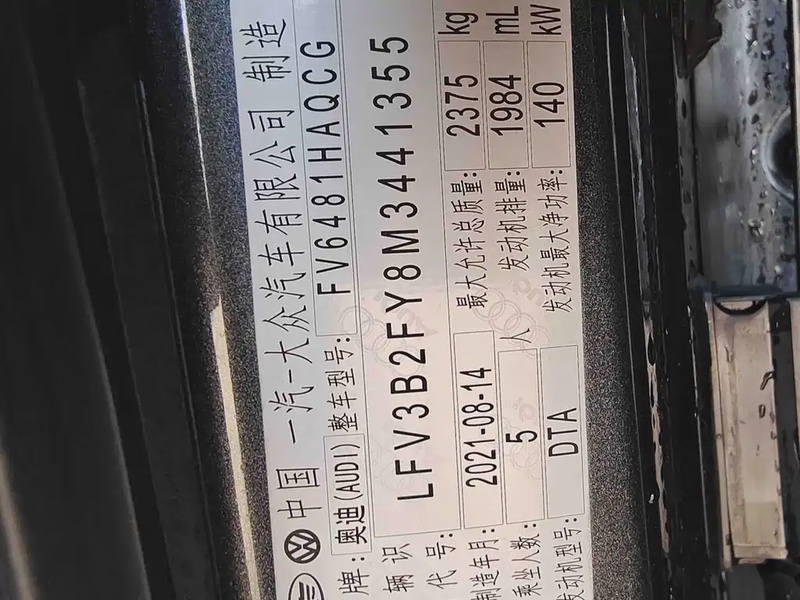 中国 一汽-大众汽车有限公司 制造
牌: 奥迪(AUDI) 整车型号: FV6481HAQCG
辆识代号: LFV3B2FY8M3441355
制造年月: 2021-08-14 最大允许总质量: 2375 kg
乘坐人数: 5 人 发动机排量: 1984 mL
发动机型号: DTA 发动机最大净功率: 140 kW